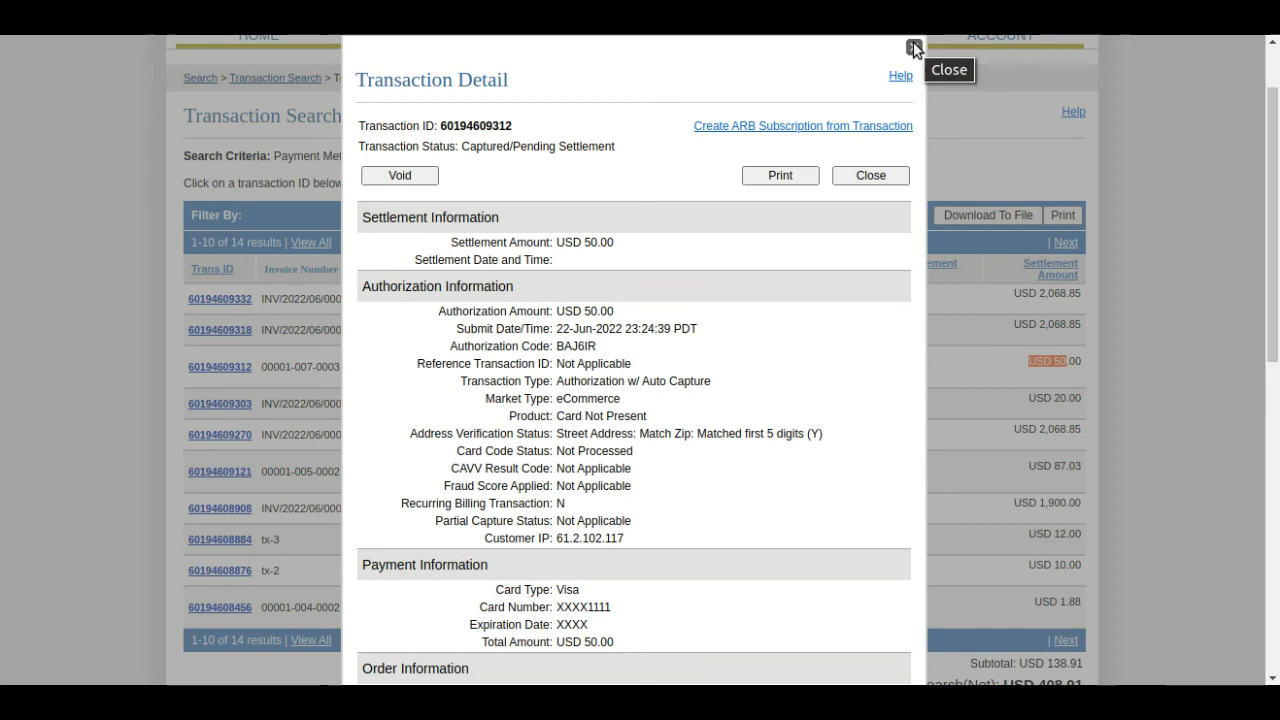 HOME
ACCOUNT
Close
Search > Transaction Search >
Transaction Detail
Help
Transaction Search
Help
Transaction ID: 60194609312
Create ARB Subscription from Transaction
Transaction Status: Captured/Pending Settlement
Search Criteria: Payment
Void
Print
Close
Click on a transaction ID below
Filter By:
Download To File
Print
Settlement Information
1-10 of 14 results | View All
Settlement Amount: USD 50.00
| Next
Settlement Date and Time:
Trans ID
Invoice Number
Settlement Amount
Authorization Information
60194609332
INV/2022/06/000
USD 2,068.85
Authorization Amount: USD 50.00
Submit Date/Time: 22-Jun-2022 23:24:39 PDT
60194609318
INV/2022/06/000
USD 2,068.85
Authorization Code: BAJ6IR
Reference Transaction ID: Not Applicable
60194609312
00001-007-0003
USD 50.00
Transaction Type: Authorization w/ Auto Capture
Market Type: eCommerce
60194609303
INV/2022/06/000
USD 20.00
Product: Card Not Present
Address Verification Status: Street Address: Match Zip: Matched first 5 digits (Y)
60194609270
INV/2022/06/000
USD 2,068.85
Card Code Status: Not Processed
CAVV Result Code: Not Applicable
60194609121
00001-005-0002
USD 87.03
Fraud Score Applied: Not Applicable
Recurring Billing Transaction: N
60194608908
INV/2022/06/000
USD 1,900.00
Partial Capture Status: Not Applicable
Customer IP: 61.2.102.117
60194608884
tx-3
USD 12.00
Payment Information
60194608876
tx-2
USD 10.00
Card Type: Visa
Card Number: XXXX1111
60194608456
00001-004-0002
USD 1.88
Expiration Date: XXXX
Total Amount: USD 50.00
1-10 of 14 results | View All
| Next
Order Information
Subtotal: USD 138.91
USD 408.91